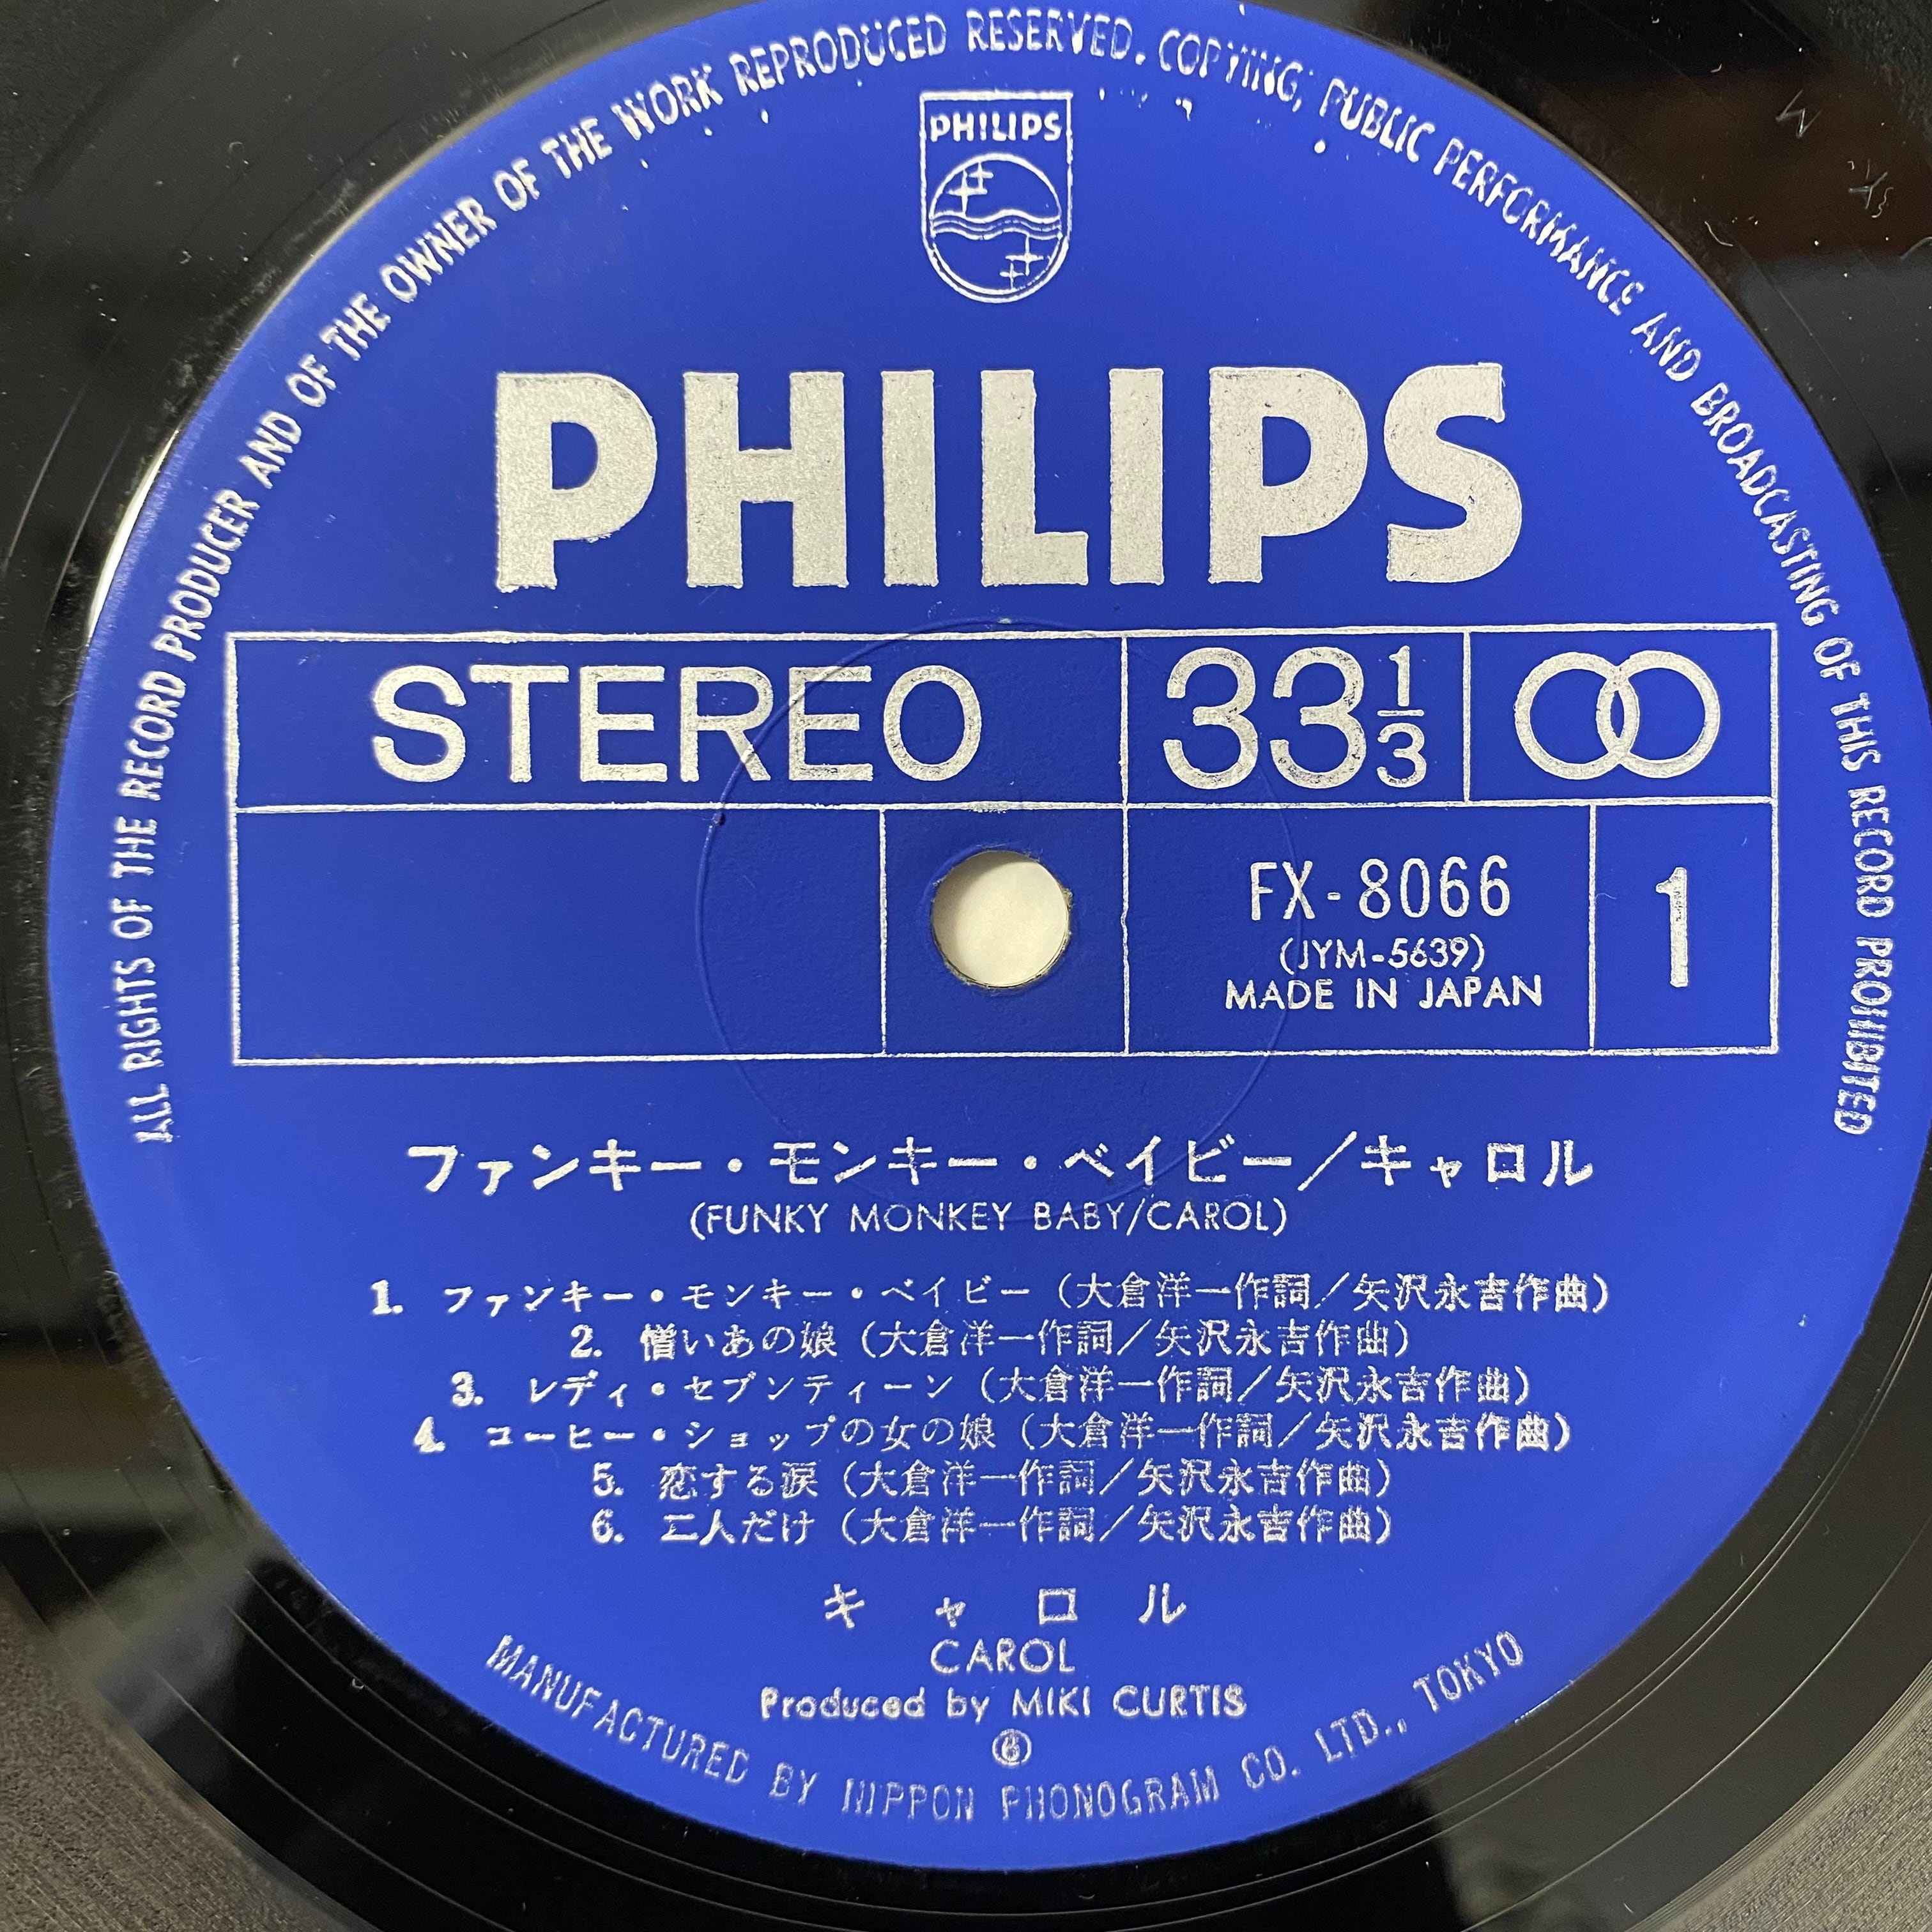 ALL RIGHTS OF THE RECORD PRODUCER AND OF THE OWNER OF THE WORK REPRODUCED RESERVED. COPYING, PUBLIC PERFORMANCE AND BROADCASTING OF THIS RECORD PROHIBITED
PHILIPS
PHILIPS
STEREO
33 1/3
FX-8066
(JYM-5639)
MADE IN JAPAN
1
ファンキー・モンキー・ベイビー/キャロル
(FUNKY MONKEY BABY/CAROL)
1. ファンキー・モンキー・ベイビー(大倉洋一作詞/矢沢永吉作曲)
2. 憎いあの娘(大倉洋一作詞/矢沢永吉作曲)
3. レディ・セブンティーン(大倉洋一作詞/矢沢永吉作曲)
4. コーヒー・ショップの女の娘(大倉洋一作詞/矢沢永吉作曲)
5. 恋する涙(大倉洋一作詞/矢沢永吉作曲)
6. 二人だけ(大倉洋一作詞/矢沢永吉作曲)
キャロル
CAROL
Produced by MIKI CURTIS
MANUFACTURED BY NIPPON PHONOGRAM CO. LTD., TOKYO